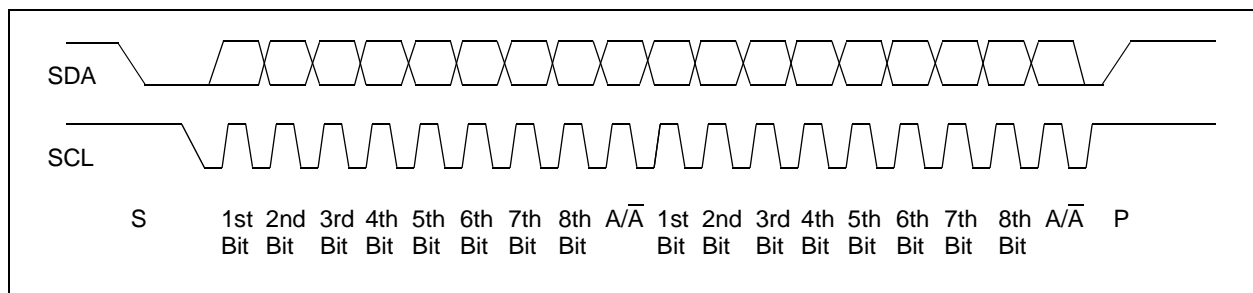 SDA
SCL
S 1st 2nd 3rd 4th 5th 6th 7th 8th A/A̅ 1st 2nd 3rd 4th 5th 6th 7th 8th A/A̅ P
Bit Bit Bit Bit Bit Bit Bit Bit Bit Bit Bit Bit Bit Bit Bit Bit